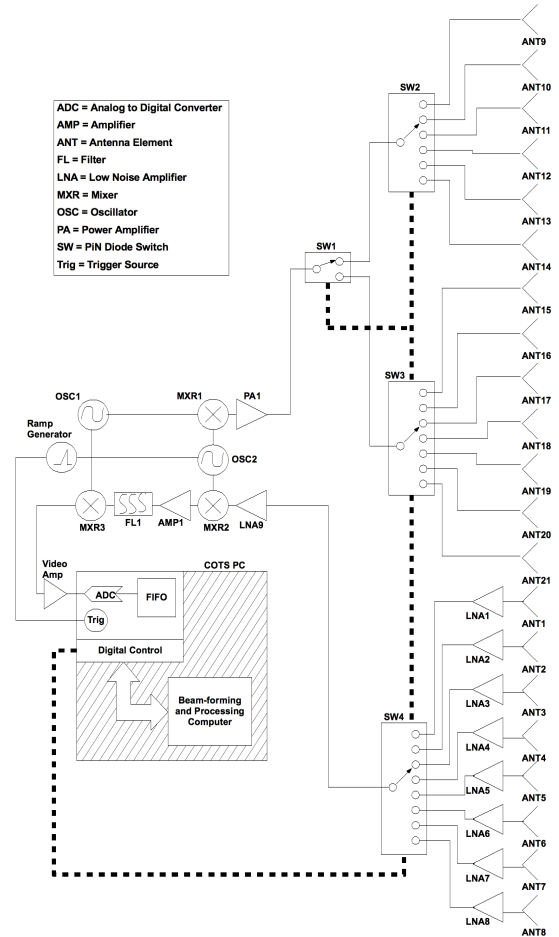 ANT9
SW2
ANT10
ADC = Analog to Digital Converter
AMP = Amplifier
ANT = Antenna Element
FL = Filter
LNA = Low Noise Amplifier
MXR = Mixer
OSC = Oscillator
PA = Power Amplifier
SW = PiN Diode Switch
Trig = Trigger Source
ANT11
ANT12
ANT13
SW1
ANT14
ANT15
ANT16
SW3
ANT17
ANT18
ANT19
ANT20
ANT21
OSC1
MXR1
PA1
Ramp
Generator
OSC2
MXR3
FL1
AMP1
MXR2
LNA9
Video
Amp
COTS PC
ADC
FIFO
Trig
Digital Control
Beam-forming
and Processing
Computer
SW4
LNA1
ANT1
LNA2
ANT2
LNA3
ANT3
LNA4
ANT4
LNA5
ANT5
LNA6
ANT6
LNA7
ANT7
LNA8
ANT8